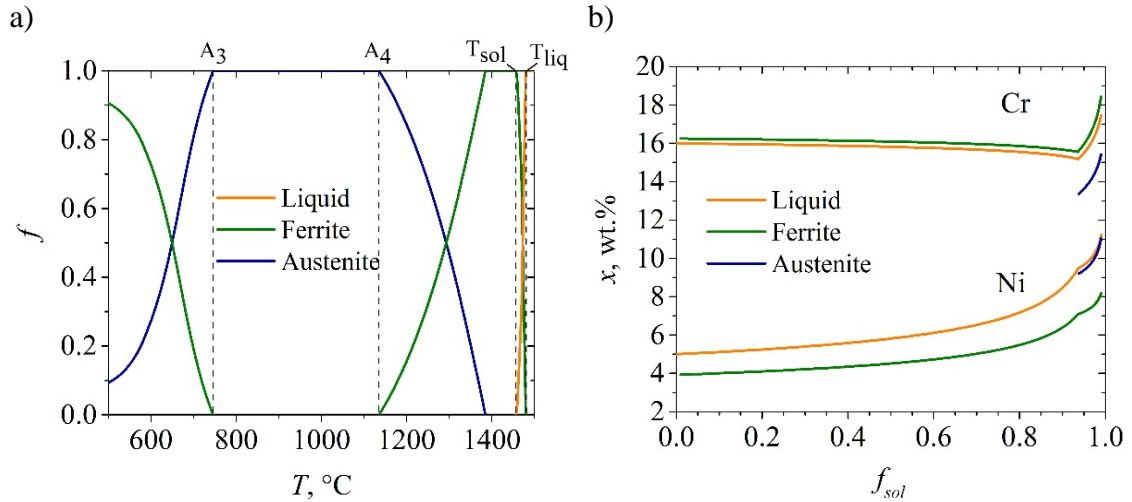 a)
A3 A4 Tsol Tliq
1.0
0.8
0.6
0.4
0.2
0.0
f
Liquid
Ferrite
Austenite
600 800 1000 1200 1400
T, °C
b)
20
18
16
14
12
10
8
6
4
2
x, wt.%
Cr
Liquid
Ferrite
Austenite
Ni
0.0 0.2 0.4 0.6 0.8 1.0
fsol